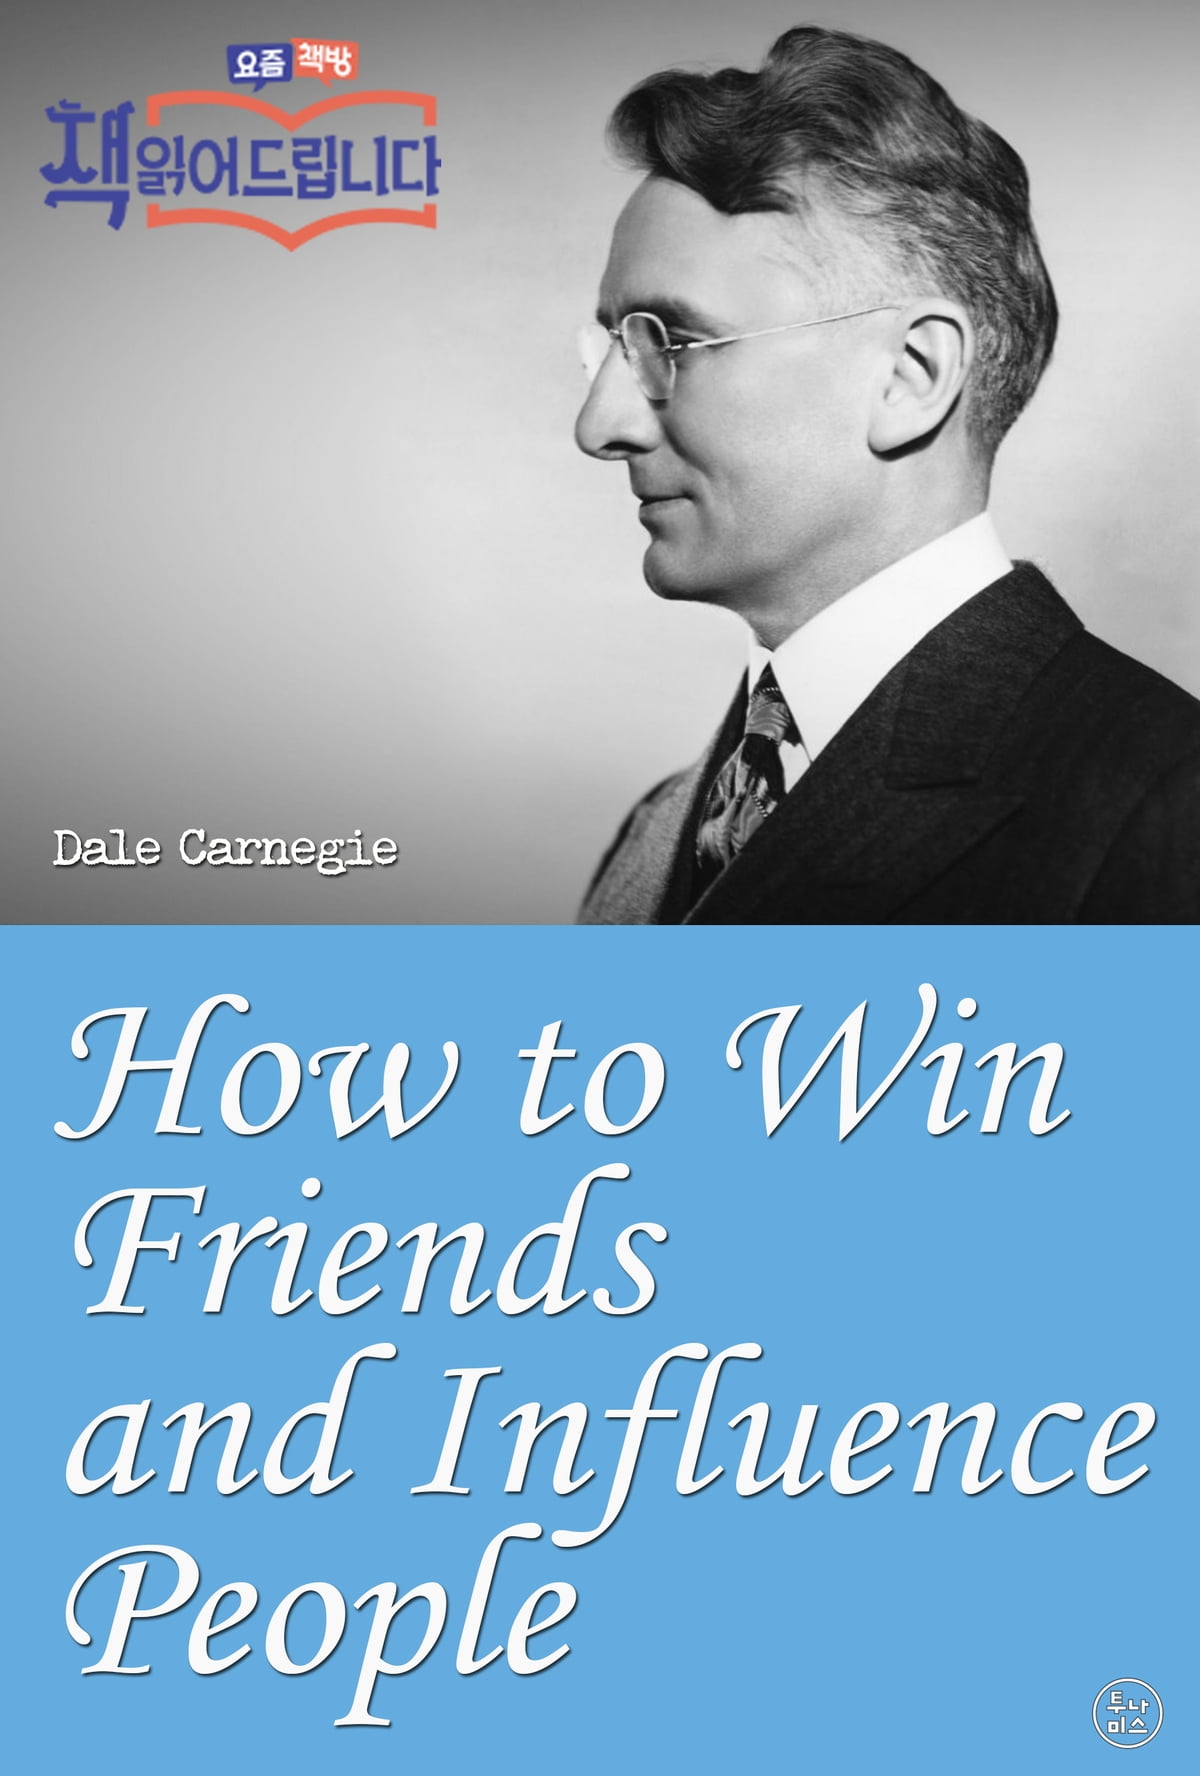 요즘 책방
책 읽어드립니다
Dale Carnegie
How to Win
Friends
and Influence
People
투나
미스